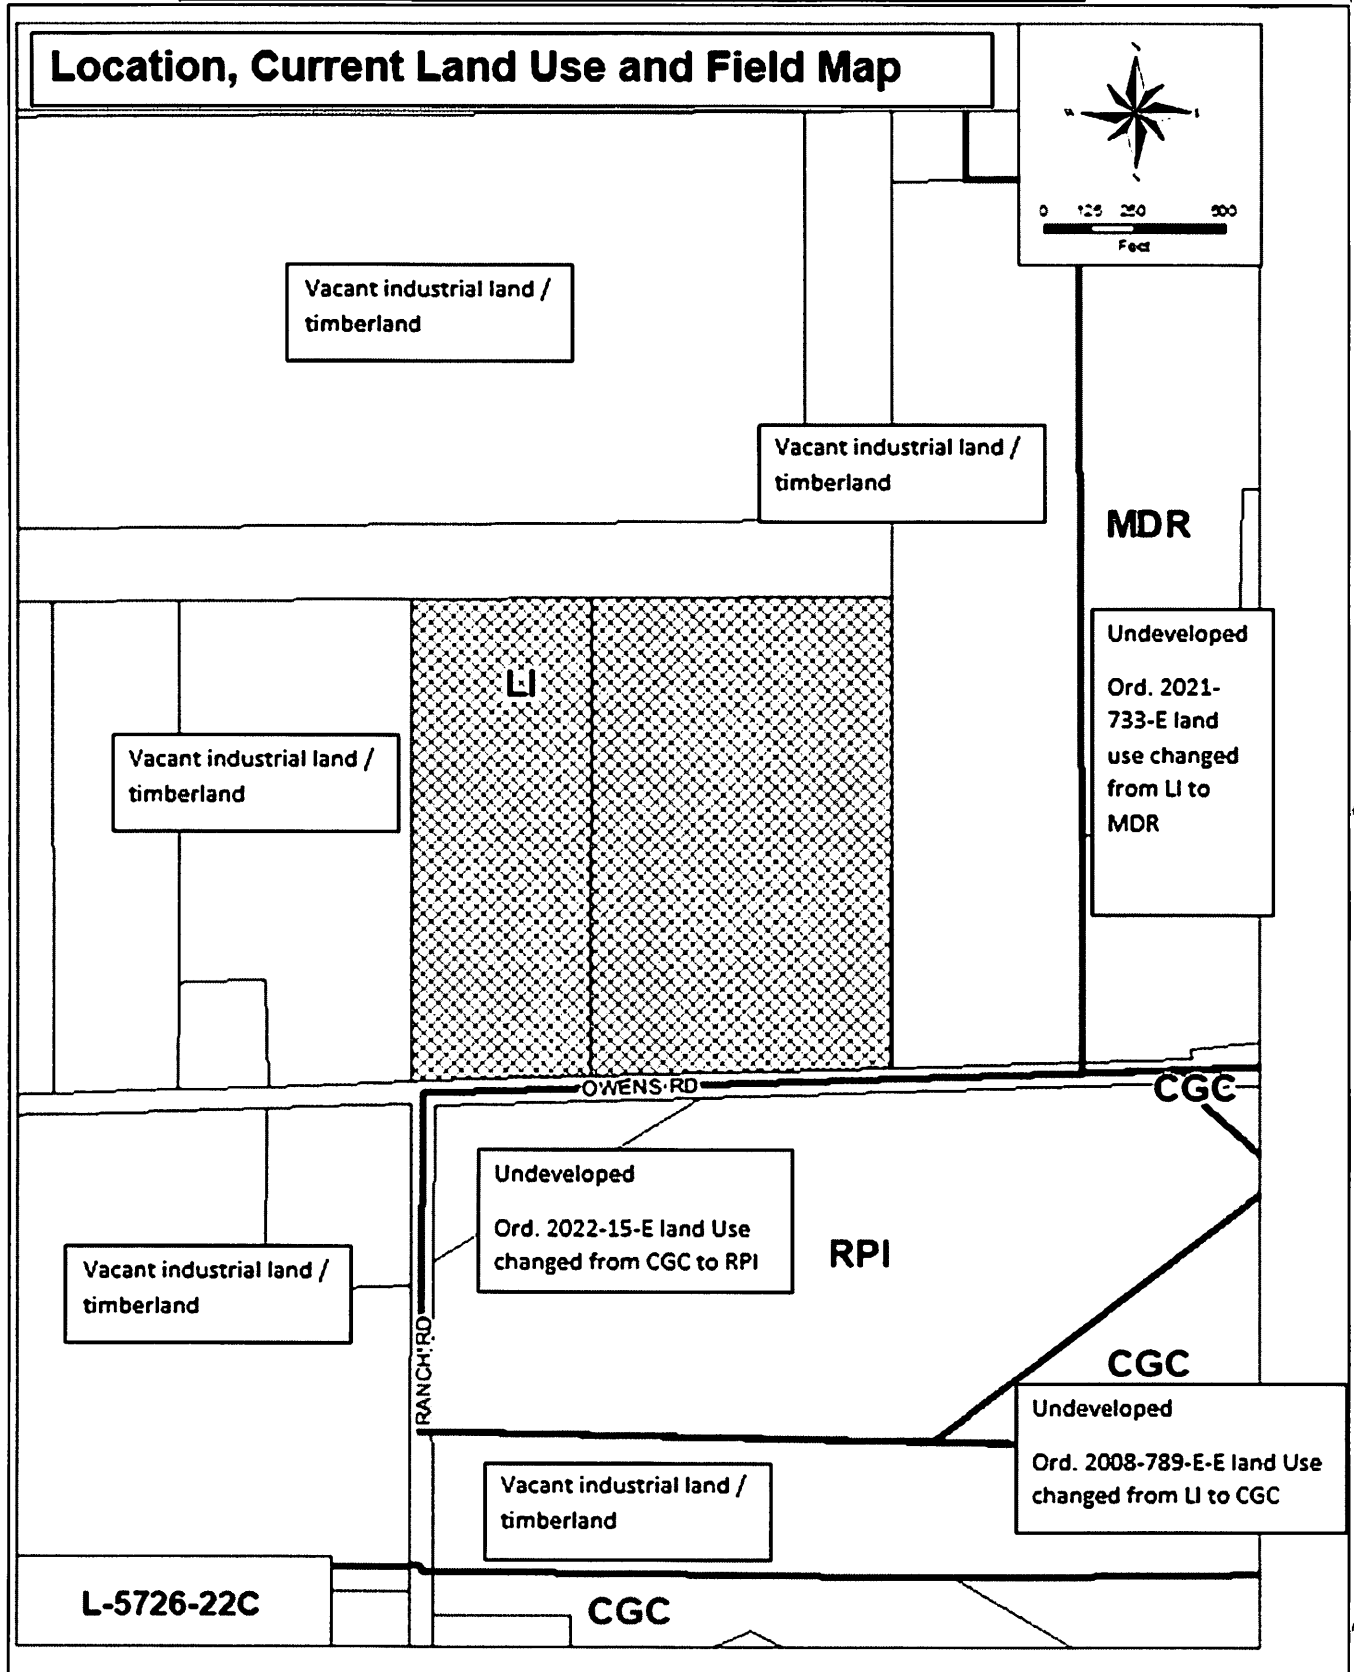 Location, Current Land Use and Field Map
W
0 125 250 500
Feet
Vacant industrial land /
timberland
Vacant industrial land /
timberland
MDR
LI
Undeveloped
Ord. 2021-
733-E land
use changed
from LI to
MDR
Vacant industrial land /
timberland
OWENS RD
CGC
Undeveloped
Ord. 2022-15-E land Use
changed from CGC to RPI
RPI
Vacant industrial land /
timberland
RANCH RD
CGC
Undeveloped
Ord. 2008-789-E-E land Use
changed from LI to CGC
Vacant industrial land /
timberland
L-5726-22C
CGC